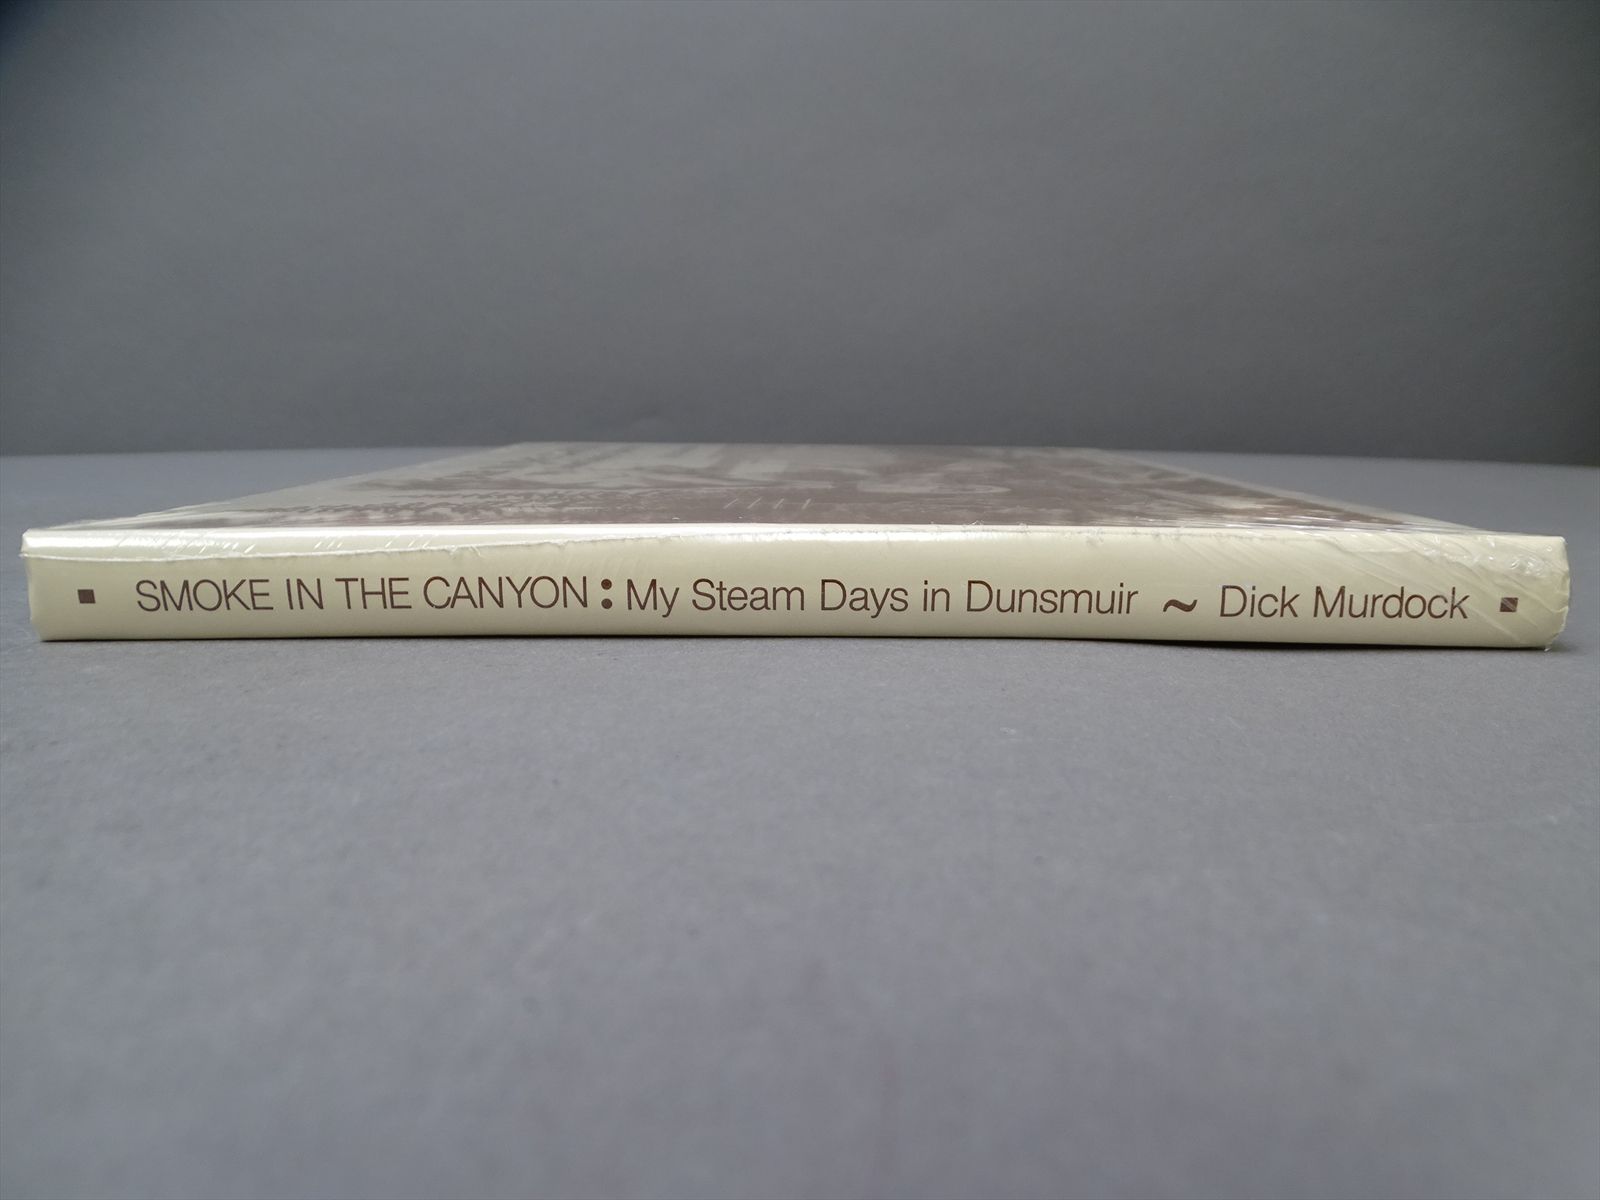 SMOKE IN THE CANYON: My Steam Days in Dunsmuir ~ Dick Murdock